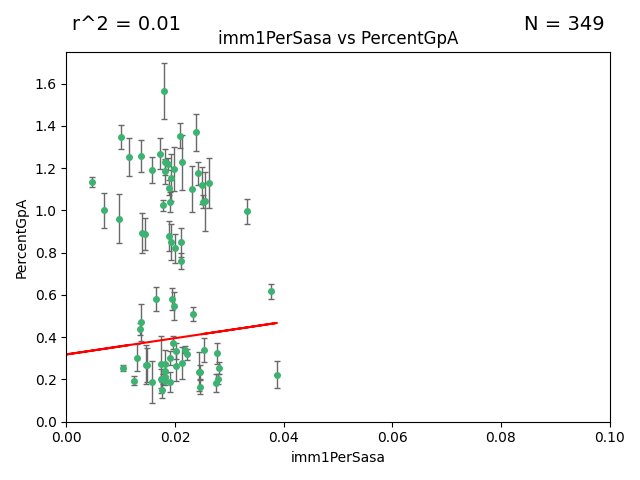 r^2 = 0.01
N = 349
imm1PerSasa vs PercentGpA
PercentGpA
1.6
1.4
1.2
1.0
0.8
0.6
0.4
0.2
0.0
0.00 0.02 0.04 0.06 0.08 0.10
imm1PerSasa